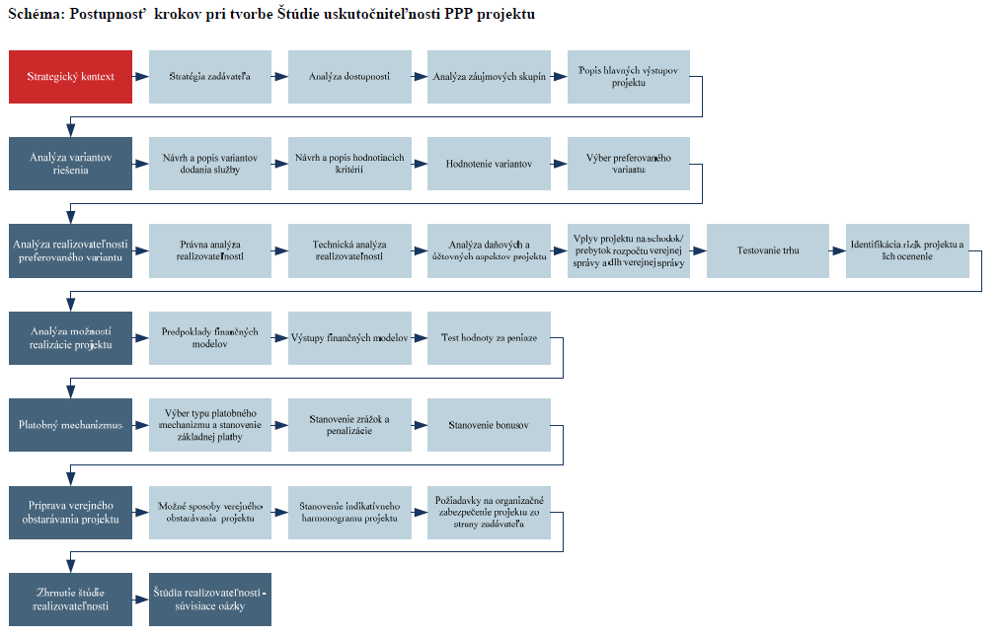 Schéma: Postupnosť krokov pri tvorbe Štúdie uskutočniteľnosti PPP projektu
Strategický kontext
Stratégia zadávateľa
Analýza dostupnosti
Analýza záujmových skupín
Popis hlavných výstupov
projektu
Analýza variantov
riešenia
Návrh a popis variantov
dodania služby
Návrh a popis hodnotiacich
kritérií
Hodnotenie variantov
Výber preferovaného
variantu
Analýza realizovateľnosti
preferovaného variantu
Právna analýza
realizovateľnosti
Technická analýza
realizovateľnosti
Analýza daňových a
účtovných aspektov projektu
Vplyv projektu na schodok/
prebytok rozpočtu verejnej
správy a dlh verejnej správy
Testovanie trhu
Identifikácia rizík projektu a
ich ocenenie
Analýza možností
realizácie projektu
Predpoklady finančných
modelov
Výstupy finančných modelov
Test hodnoty za peniaze
Platobný mechanizmus
Výber typu platobného
mechanizmu a stanovenie
základnej platby
Stanovenie zrážok a
penalizácie
Stanovenie bonusov
Príprava verejného
obstarávania projektu
Možné sposoby verejného
obstarávania projektu
Stanovenie indikatívneho
harmonogramu projektu
Požiadavky na organizačné
zabezpečenie projektu zo
strany zadávateľa
Zhrnutie štúdie
realizovateľnosti
Štúdia realizovateľnosti -
súvisiace oázky